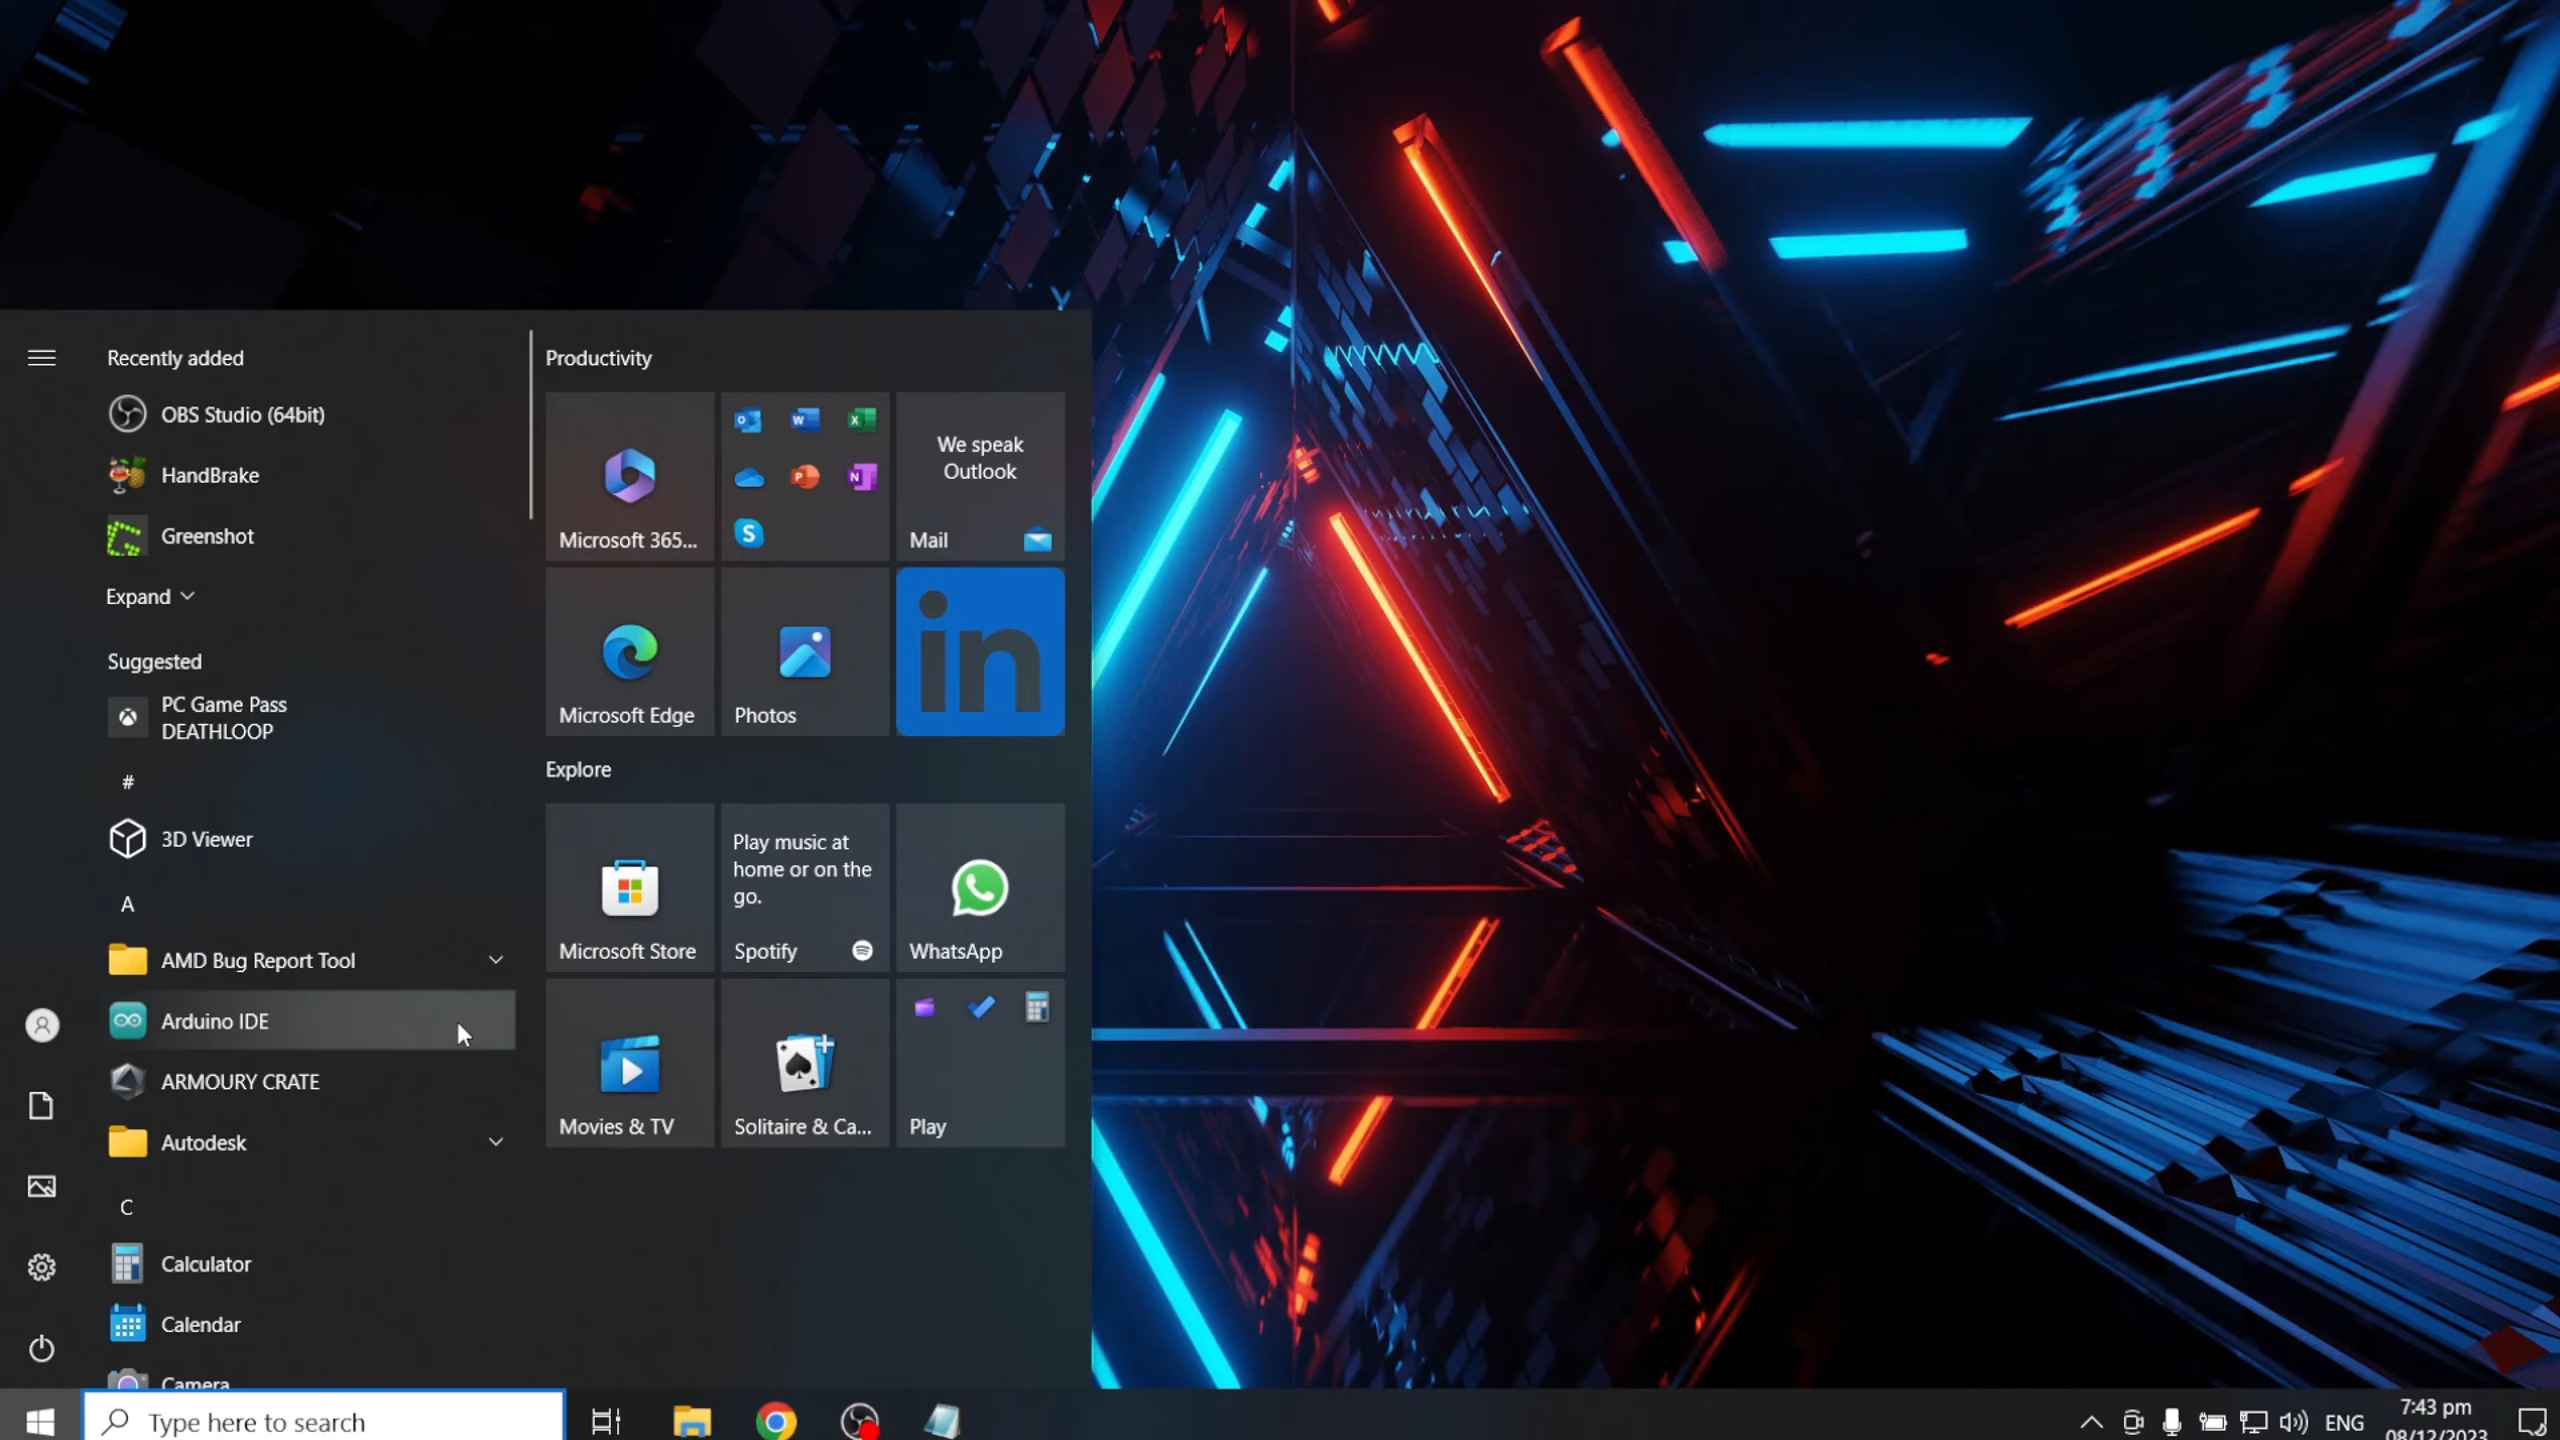 Recently added
OBS Studio (64bit)
HandBrake
Greenshot
Expand
Suggested
PC Game Pass
DEATHLOOP
#
3D Viewer
A
AMD Bug Report Tool
Arduino IDE
ARMOURY CRATE
Autodesk
C
Calculator
Calendar
Camera
Productivity
Microsoft 365...
We speak
Outlook
Mail
Microsoft Edge
Photos
in
Explore
Microsoft Store
Play music at
home or on the
go.
Spotify
WhatsApp
Movies & TV
Solitaire & Ca...
Play
Type here to search
ENG
7:43 pm
08/12/2023